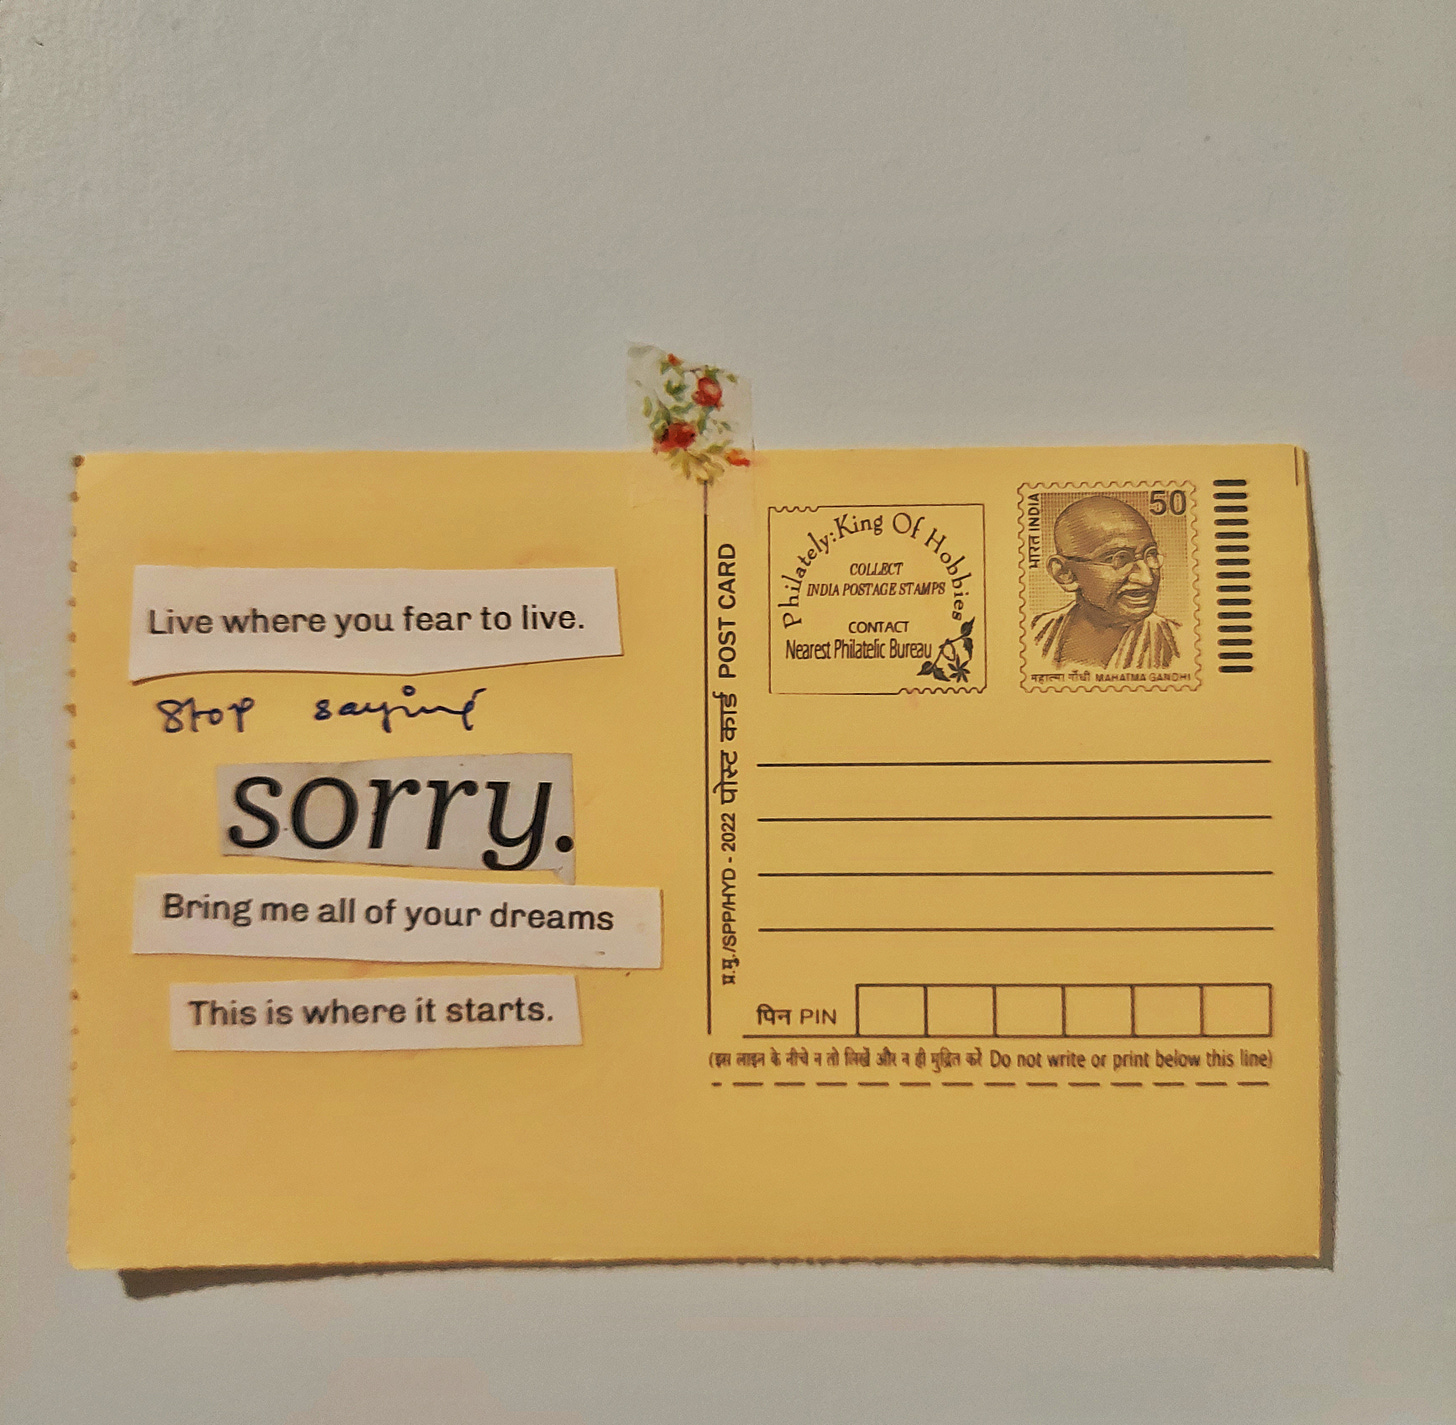 Live where you fear to live.
stop saying
sorry.
Bring me all of your dreams
This is where it starts.
प्र.मु./SPP/HYD - 2022 पोस्ट कार्ड POST CARD
Philately: King Of Hobbies
COLLECT
INDIA POSTAGE STAMPS
CONTACT
Nearest Philatelic Bureau
भारत INDIA
50
महात्मा गाँधी MAHATMA GANDHI
पिन PIN
(इस लाइन के नीचे न तो लिखें और न ही मुद्रित करें Do not write or print below this line)